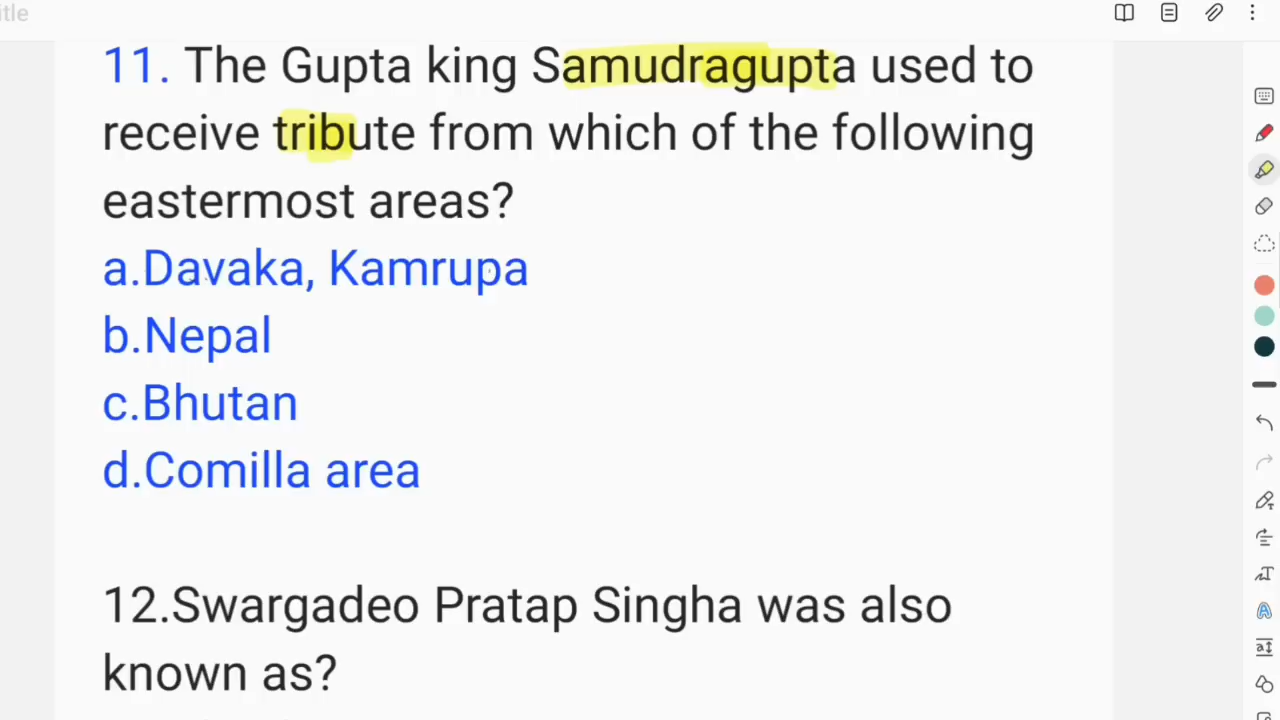 itle
11. The Gupta king Samudragupta used to
receive tribute from which of the following
eastermost areas?
a.Davaka, Kamrupa
b.Nepal
c.Bhutan
d.Comilla area
12.Swargadeo Pratap Singha was also
known as?